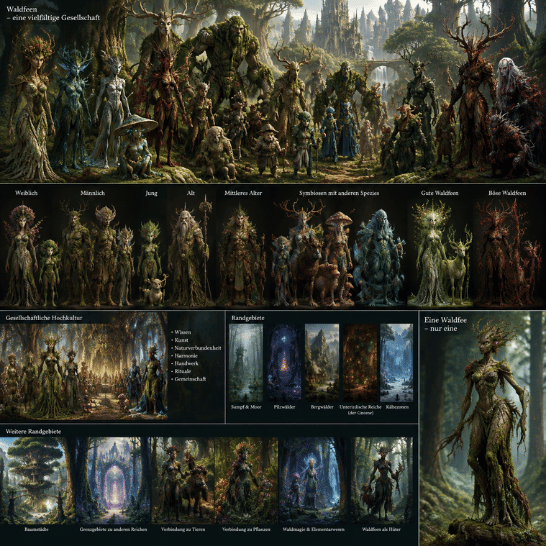 Waldfeen
– eine vielfältige Gesellschaft
Weiblich
Männlich
Jung
Alt
Mittleres Alter
Symbiosen mit anderen Spezies
Gute Waldfeen
Böse Waldfeen
Gesellschaftliche Hochkultur
• Wissen
• Kunst
• Naturverbundenheit
• Harmonie
• Handwerk
• Rituale
• Gemeinschaft
Randgebiete
Sumpf & Moor
Pilzwälder
Bergwälder
Unterirdische Reiche
Eine Waldfee
– nur eine
Weitere Randgebiete
Baumstädte
Grenzgebiete zu anderen Reichen
Verbindung zu Tieren
Verbindung zu Pflanzen
Waldmagie & Elementarwesen
Waldfeen als Hüter